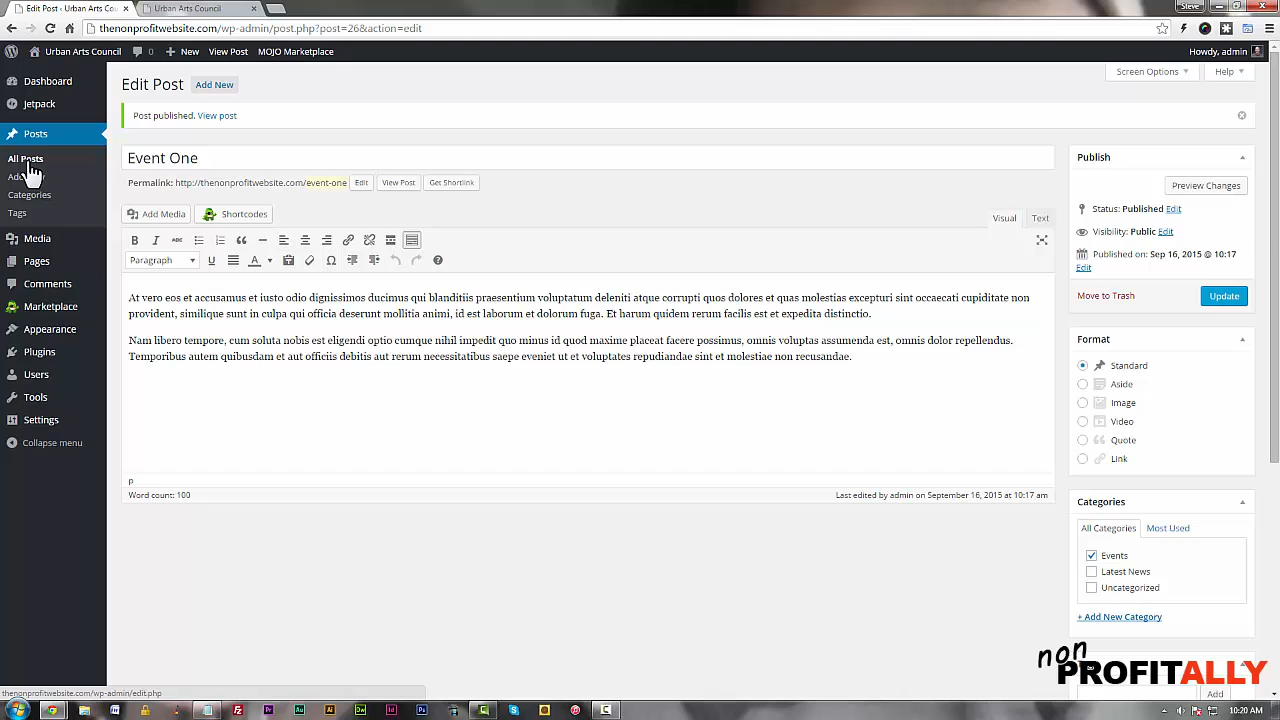 Edit Post ‹ Urban Arts Cou
Urban Arts Council
Steve
thenonprofitwebsite.com/wp-admin/post.php?post=26&action=edit
Urban Arts Council
0
New
View Post
MOJO Marketplace
Howdy, admin
Dashboard
Jetpack
Posts
All Posts
Categories
Tags
Media
Pages
Comments
Marketplace
Appearance
Plugins
Users
Tools
Settings
Collapse menu
Edit Post
Add New
Screen Options
Help
Post published. View post
Event One
Permalink: http://thenonprofitwebsite.com/event-one
Edit
View Post
Get Shortlink
Add Media
Shortcodes
Visual
Text
B I ABC
Paragraph
U A
At vero eos et accusamus et iusto odio dignissimos ducimus qui blanditiis praesentium voluptatum deleniti atque corrupti quos dolores et quas molestias excepturi sint occaecati cupiditate non
provident, similique sunt in culpa qui officia deserunt mollitia animi, id est laborum et dolorum fuga. Et harum quidem rerum facilis est et expedita distinctio.
Nam libero tempore, cum soluta nobis est eligendi optio cumque nihil impedit quo minus id quod maxime placeat facere possimus, omnis voluptas assumenda est, omnis dolor repellendus.
Temporibus autem quibusdam et aut officiis debitis aut rerum necessitatibus saepe eveniet ut et voluptates repudiandae sint et molestiae non recusandae.
p
Word count: 100
Last edited by admin on September 16, 2015 at 10:17 am
Publish
Preview Changes
Status: Published Edit
Visibility: Public Edit
Published on: Sep 16, 2015 @ 10:17
Edit
Move to Trash
Update
Format
Standard
Aside
Image
Video
Quote
Link
Categories
All Categories
Most Used
Events
Latest News
Uncategorized
+ Add New Category
Add
non
PROFITALLY
thenonprofitwebsite.com/wp-admin/edit.php
10:20 AM